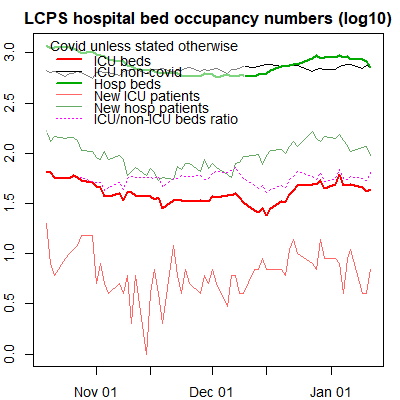 LCPS hospital bed occupancy numbers (log10)
Covid unless stated otherwise
ICU beds
ICU non-covid
Hosp beds
New ICU patients
New hosp patients
ICU/non-ICU beds ratio
3.0
2.5
2.0
1.5
1.0
0.5
0.0
Nov 01
Dec 01
Jan 01